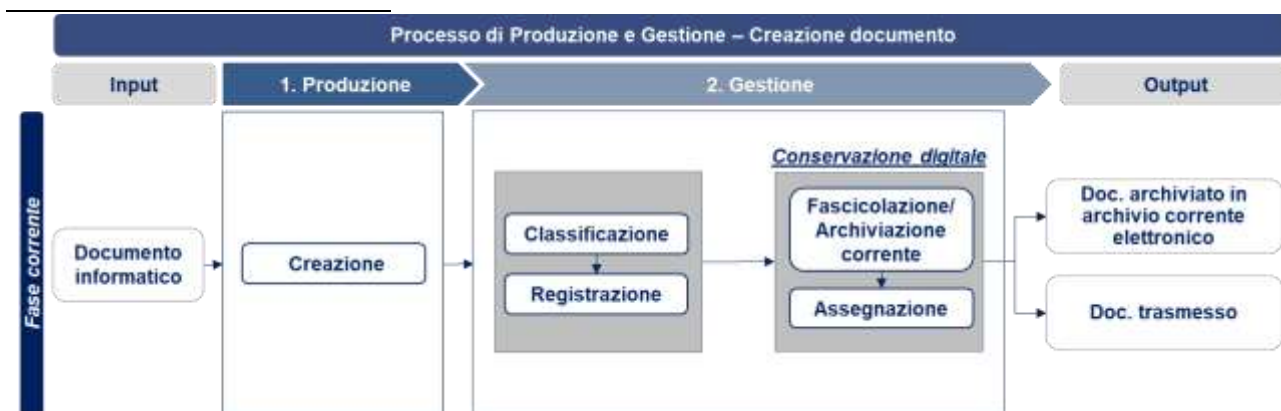 Processo di Produzione e Gestione – Creazione documento
Input
1. Produzione
2. Gestione
Output
Fase corrente
Documento
informatico
Creazione
Classificazione
Registrazione
Conservazione digitale
Fascicolazione/
Archiviazione
corrente
Assegnazione
Doc. archiviato in
archivio corrente
elettronico
Doc. trasmesso